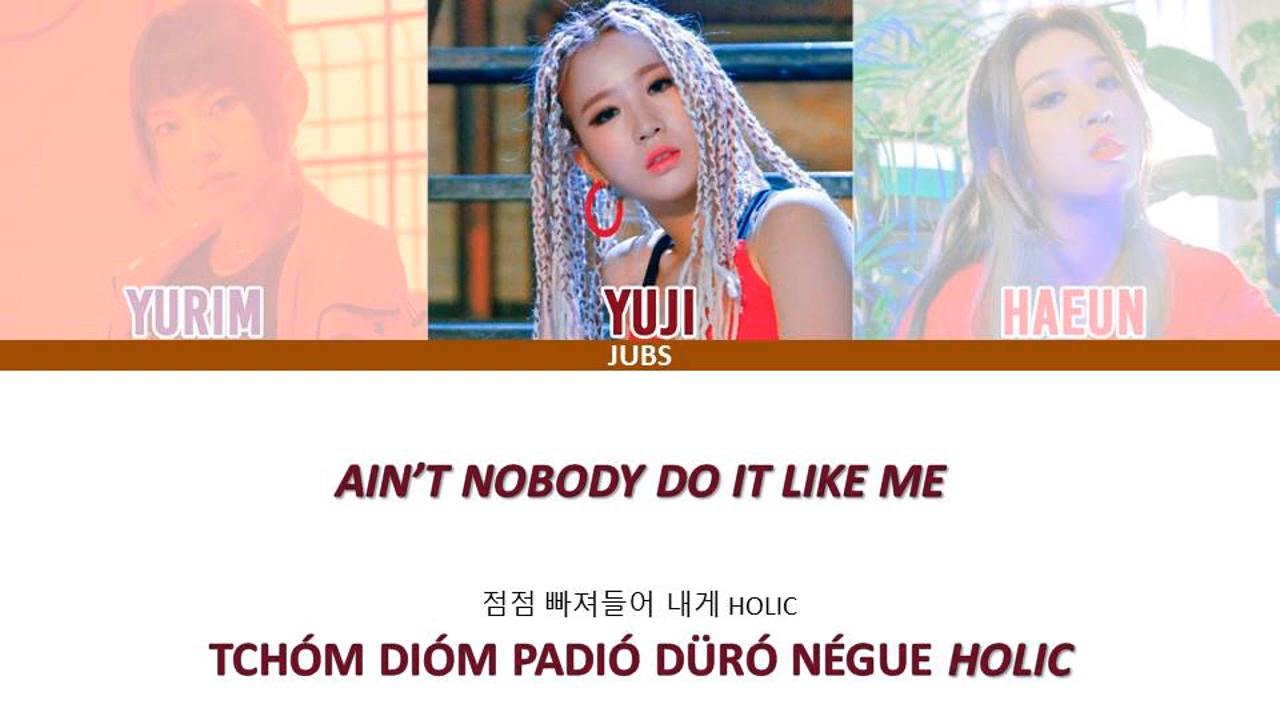 YURIM YUJI HAEUN
JUBS
AIN’T NOBODY DO IT LIKE ME
점점 빠져들어 내게 HOLIC
TCHÓM DIÓM PADIÓ DÜRÓ NÉGUE HOLIC